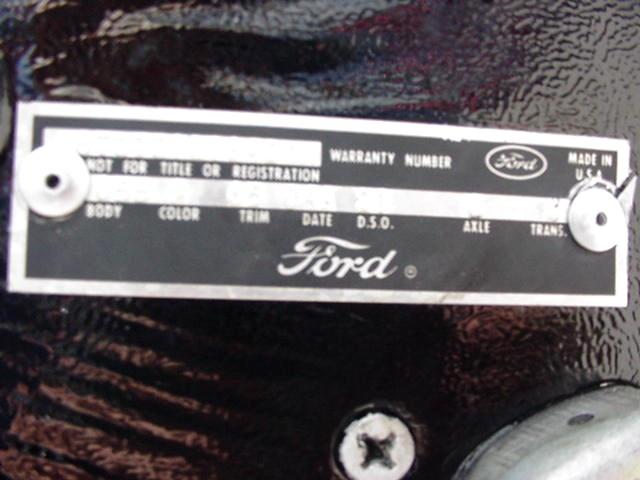 WARRANTY NUMBER Ford MADE IN U.S.A.
NOT FOR TITLE OR REGISTRATION
BODY COLOR TRIM DATE D.S.O. AXLE TRANS.
Ford ®